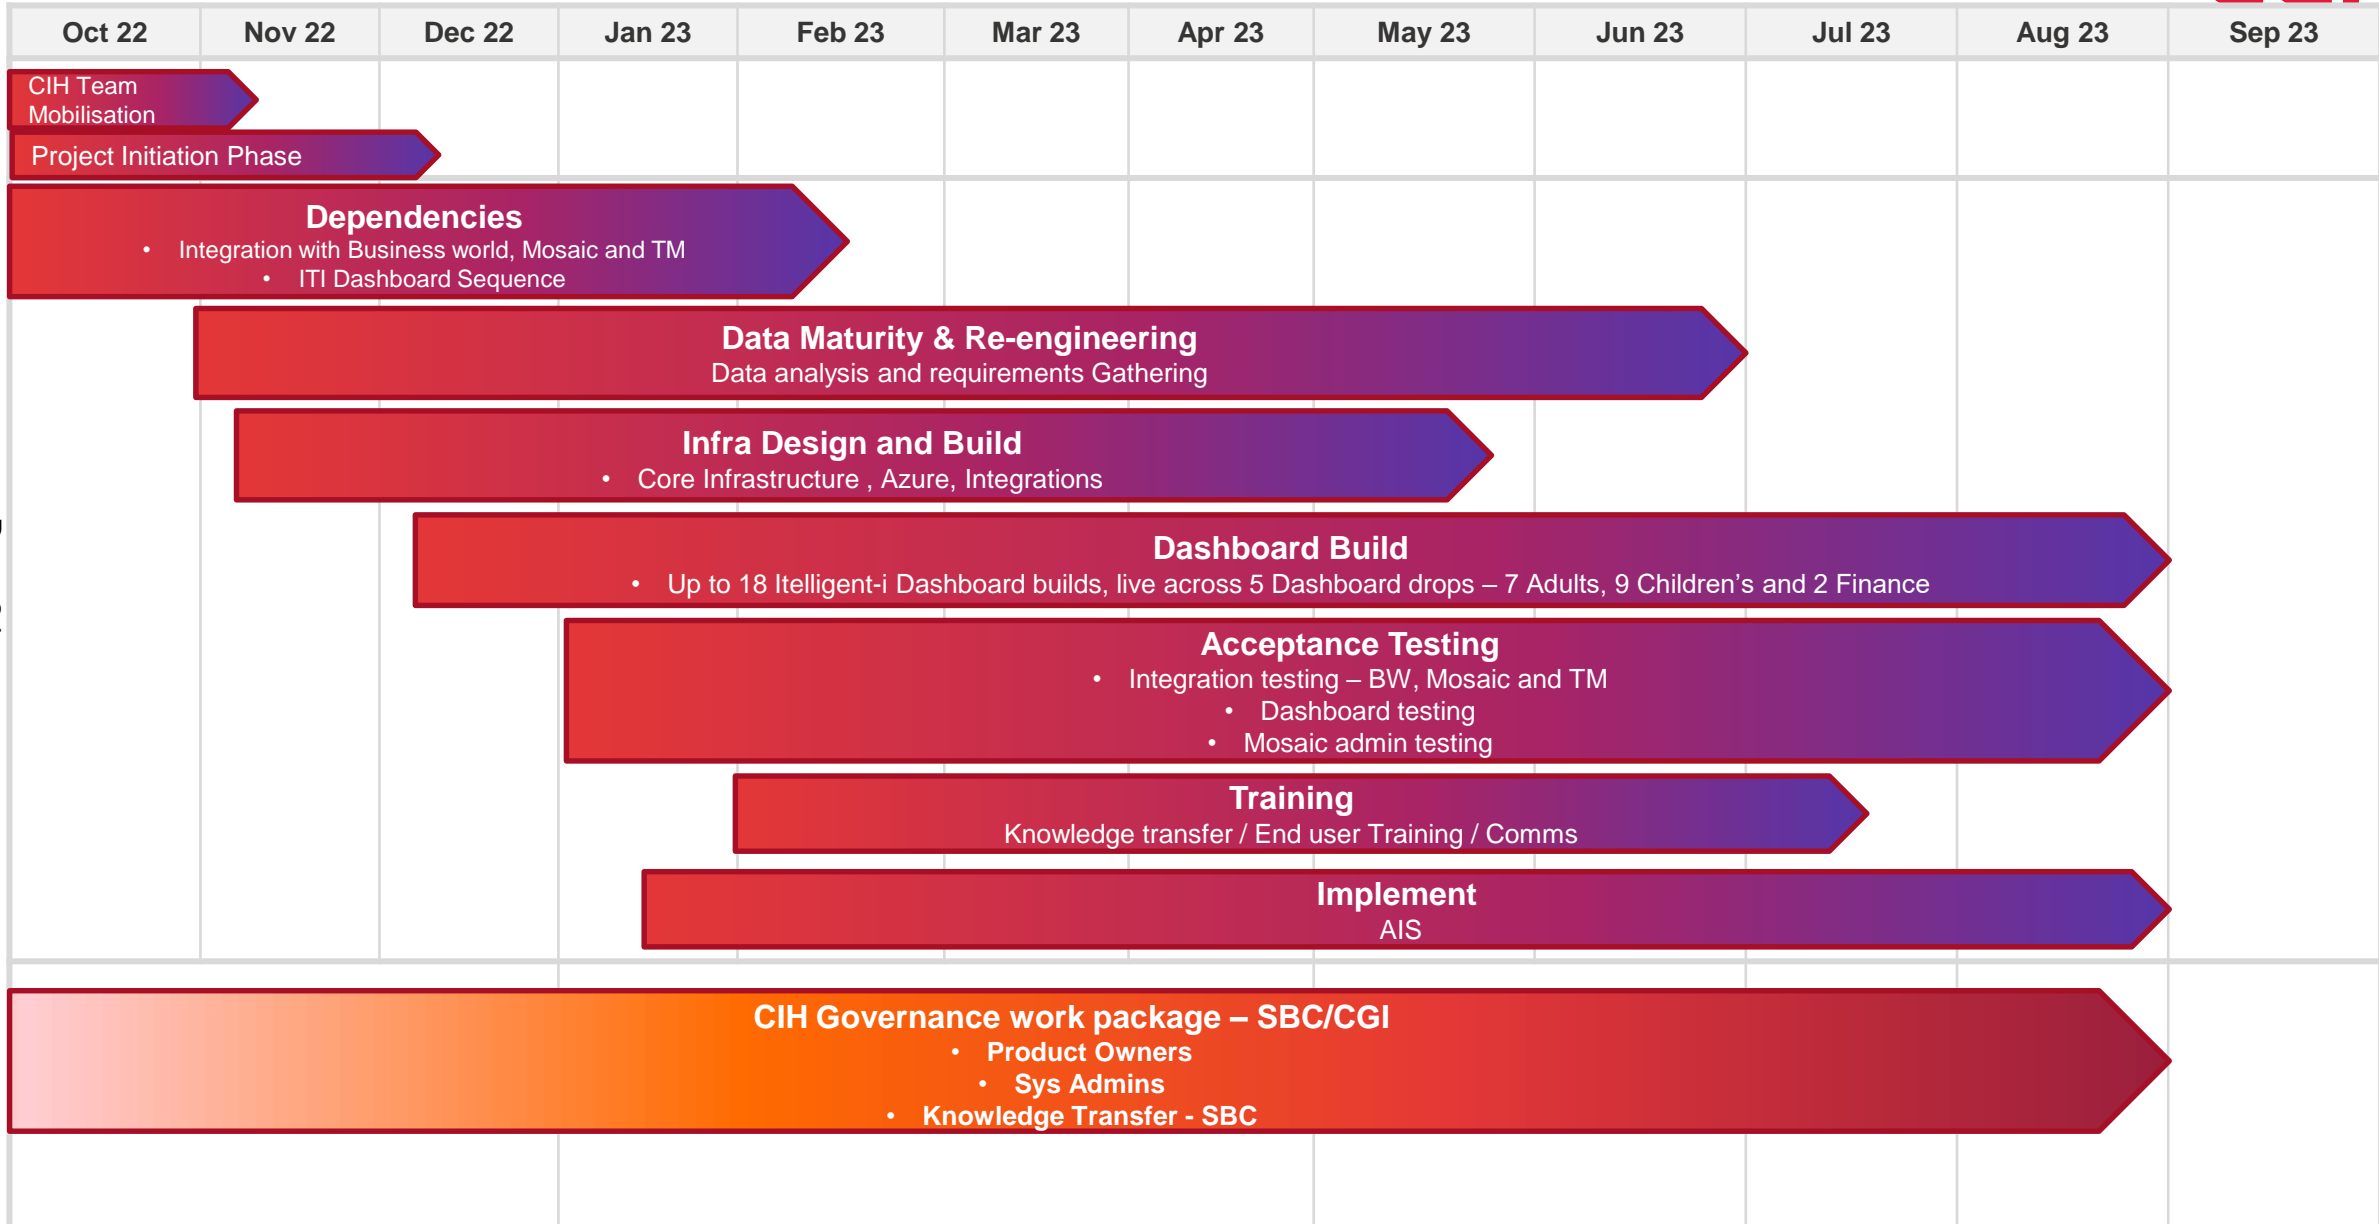 Oct 22 Nov 22 Dec 22 Jan 23 Feb 23 Mar 23 Apr 23 May 23 Jun 23 Jul 23 Aug 23 Sep 23
CIH Team
Mobilisation
Project Initiation Phase
Dependencies
• Integration with Business world, Mosaic and TM
• ITI Dashboard Sequence
Data Maturity & Re-engineering
Data analysis and requirements Gathering
Infra Design and Build
• Core Infrastructure , Azure, Integrations
Dashboard Build
• Up to 18 Itelligent-i Dashboard builds, live across 5 Dashboard drops – 7 Adults, 9 Children’s and 2 Finance
Acceptance Testing
• Integration testing – BW, Mosaic and TM
• Dashboard testing
• Mosaic admin testing
Training
Knowledge transfer / End user Training / Comms
Implement
AIS
CIH Governance work package – SBC/CGI
• Product Owners
• Sys Admins
• Knowledge Transfer - SBC